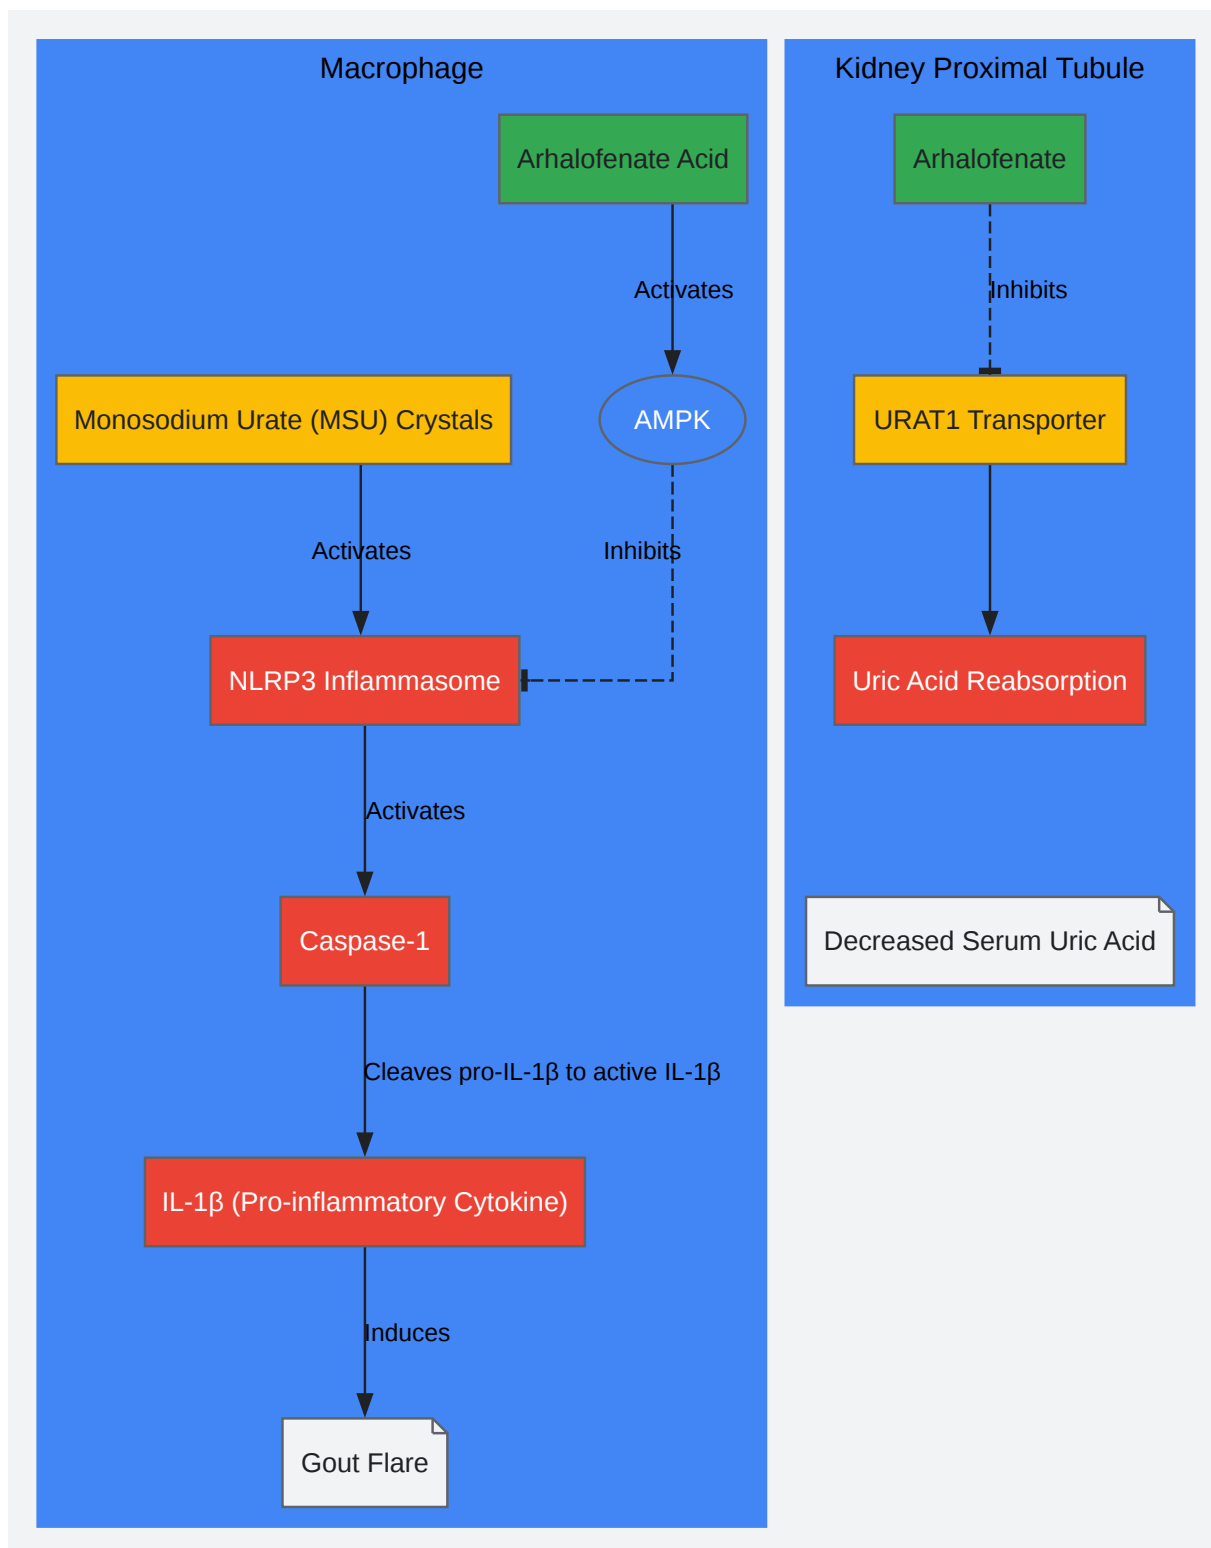 Macrophage
Arhalofenate Acid
Activates
Monosodium Urate (MSU) Crystals
AMPK
Activates
Inhibits
NLRP3 Inflammasome
Activates
Caspase-1
Cleaves pro-IL-1β to active IL-1β
IL-1β (Pro-inflammatory Cytokine)
Induces
Gout Flare
Kidney Proximal Tubule
Arhalofenate
Inhibits
URAT1 Transporter
Uric Acid Reabsorption
Decreased Serum Uric Acid